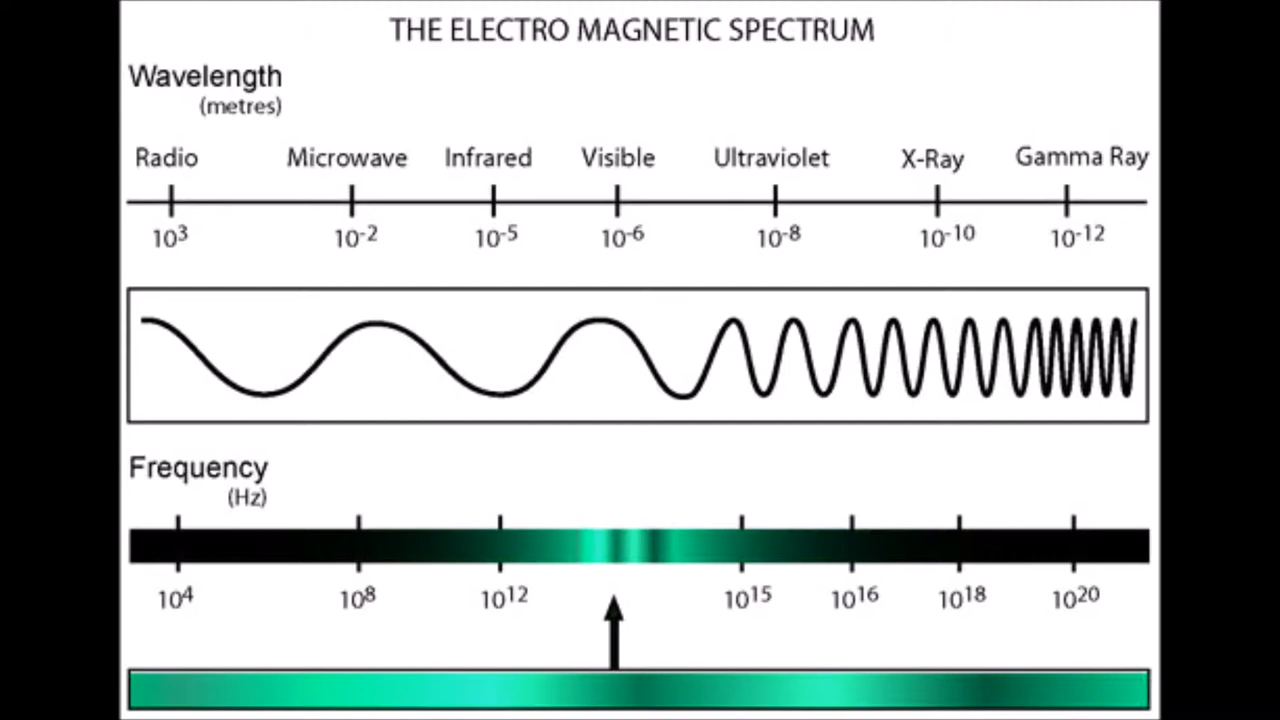 THE ELECTRO MAGNETIC SPECTRUM
Wavelength
(metres)
Radio Microwave Infrared Visible Ultraviolet X-Ray Gamma Ray
10³ 10⁻² 10⁻⁵ 10⁻⁶ 10⁻⁸ 10⁻¹⁰ 10⁻¹²
Frequency
(Hz)
10⁴ 10⁸ 10¹² 10¹⁵ 10¹⁶ 10¹⁸ 10²⁰